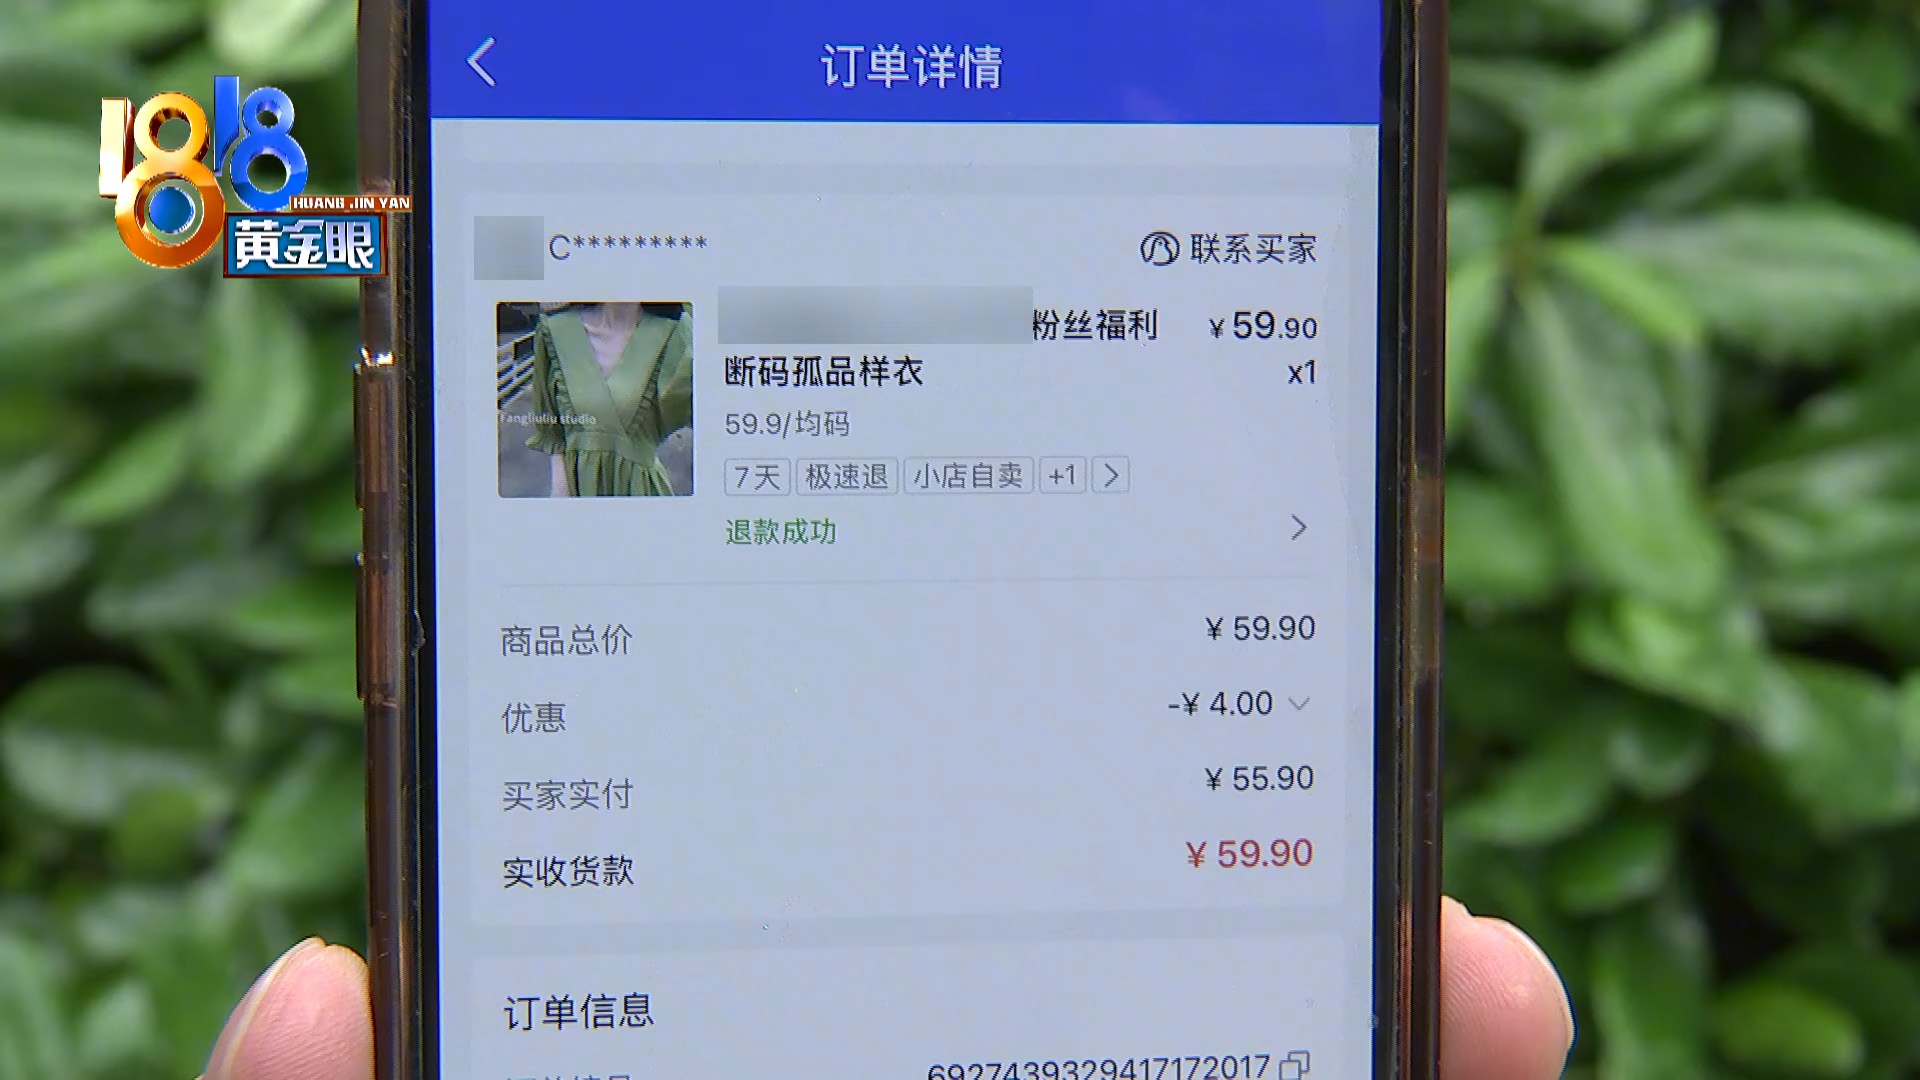 订单详情
1818
HUANG JIN YAN
黄金眼
C*********
联系买家
粉丝福利 ¥59.90
断码孤品样衣 x1
59.9/均码
Fangliuliu studio
7天 极速退 小店自卖 +1
退款成功
商品总价 ¥59.90
优惠 -¥4.00
买家实付 ¥55.90
实收货款 ¥59.90
订单信息
6927439329417172017